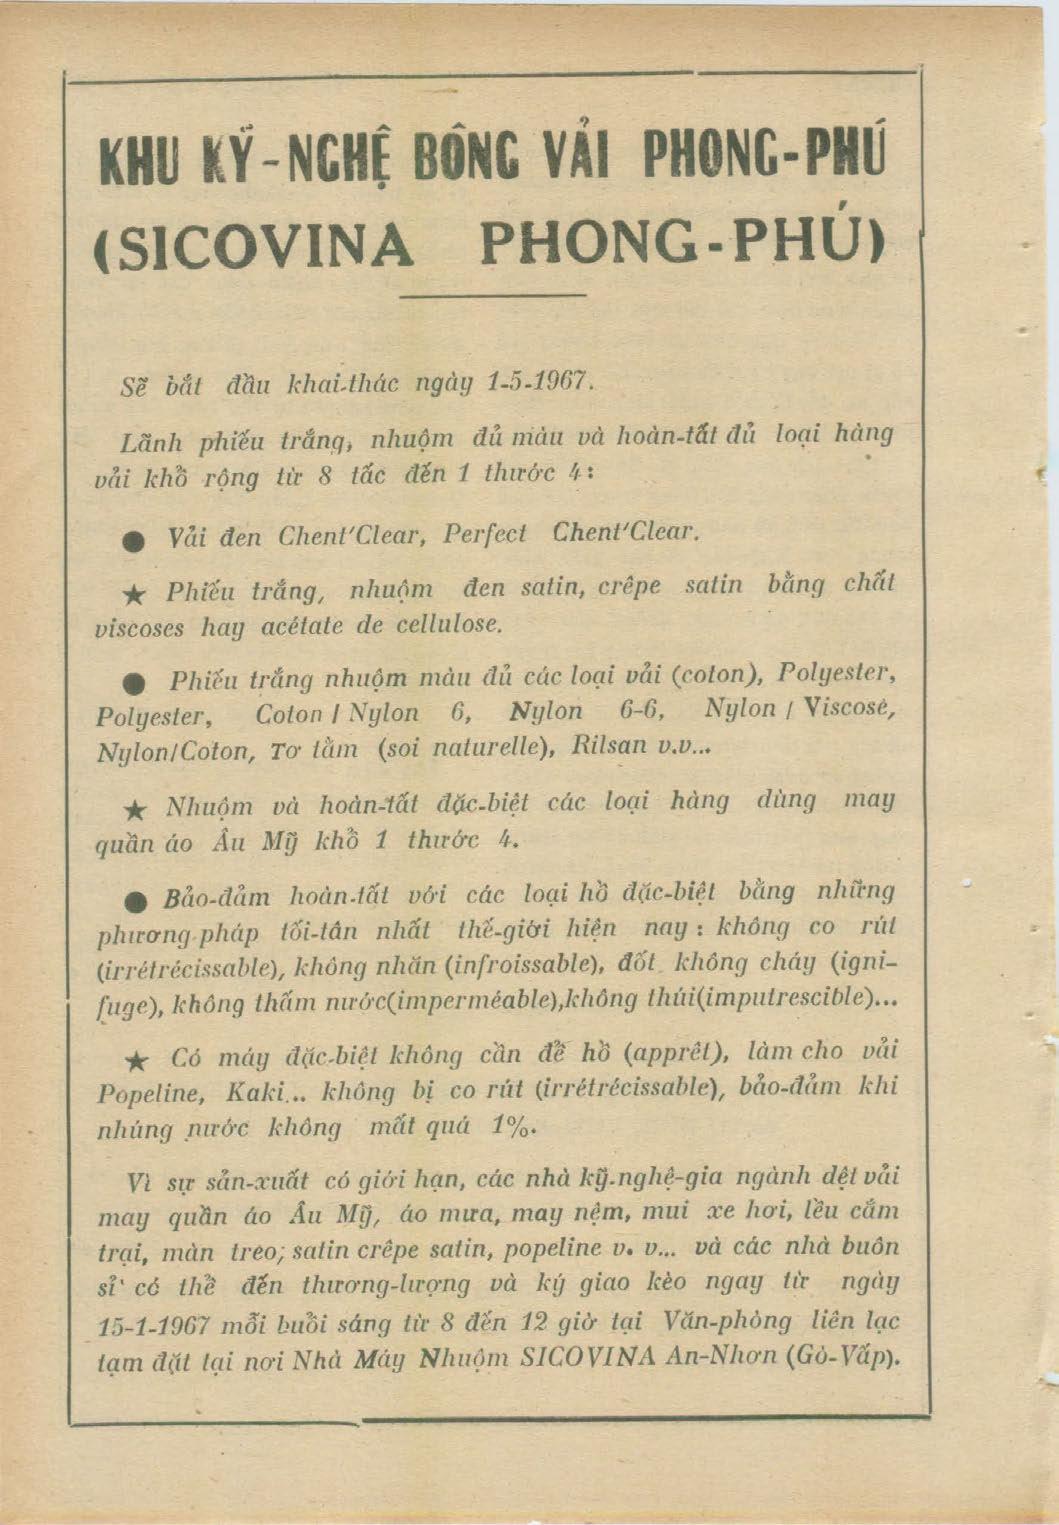 KHU KỸ-NGHỆ BÔNG VẢI PHONG-PHÚ
(SICOVINA PHONG-PHÚ)
Sẽ bắt đầu khai-thác ngày 1-5-1967.
Lãnh phiếu trắng, nhuộm đủ màu và hoàn-tất đủ loại hàng
vải khổ rộng từ 8 tấc đến 1 thước 4:
● Vải đen Chent'Clear, Perfect Chent'Clear.
★ Phiếu trắng, nhuộm đen satin, crêpe satin bằng chất
viscoses hay acétate de cellulose.
● Phiếu trắng nhuộm màu đủ các loại vải (coton), Polyester,
Polyester, Coton / Nylon 6, Nylon 6-6, Nylon / Viscose,
Nylon/Coton, Tơ tằm (soi naturelle), Rilsan v.v...
★ Nhuộm và hoàn-tất đặc-biệt các loại hàng dùng may
quần áo Âu Mỹ khổ 1 thước 4.
● Bảo-đảm hoàn-tất với các loại hồ đặc-biệt bằng những
phương-pháp tối-tân nhất thế-giới hiện nay : không co rút
(irrétrécissable), không nhăn (infroissable), đốt không cháy (igni-
fuge), không thấm nước(imperméable),không thúi(imputrescible)...
★ Có máy đặc-biệt không cần để hồ (apprêt), làm cho vải
Popeline, Kaki... không bị co rút (irrétrécissable), bảo-đảm khi
nhúng nước không mất quá 1%.
Vì sự sản-xuất có giới hạn, các nhà kỹ-nghệ-gia ngành dệt vải
may quần áo Âu Mỹ, áo mưa, may nệm, mui xe hơi, lều cắm
trại, màn treo; satin crêpe satin, popeline v. v... và các nhà buôn
sỉ có thể đến thương-lượng và ký giao kèo ngay từ ngày
15-1-1967 mỗi buổi sáng từ 8 đến 12 giờ tại Văn-phòng liên lạc
tạm đặt tại nơi Nhà Máy Nhuộm SICOVINA An-Nhơn (Gò-Vấp).